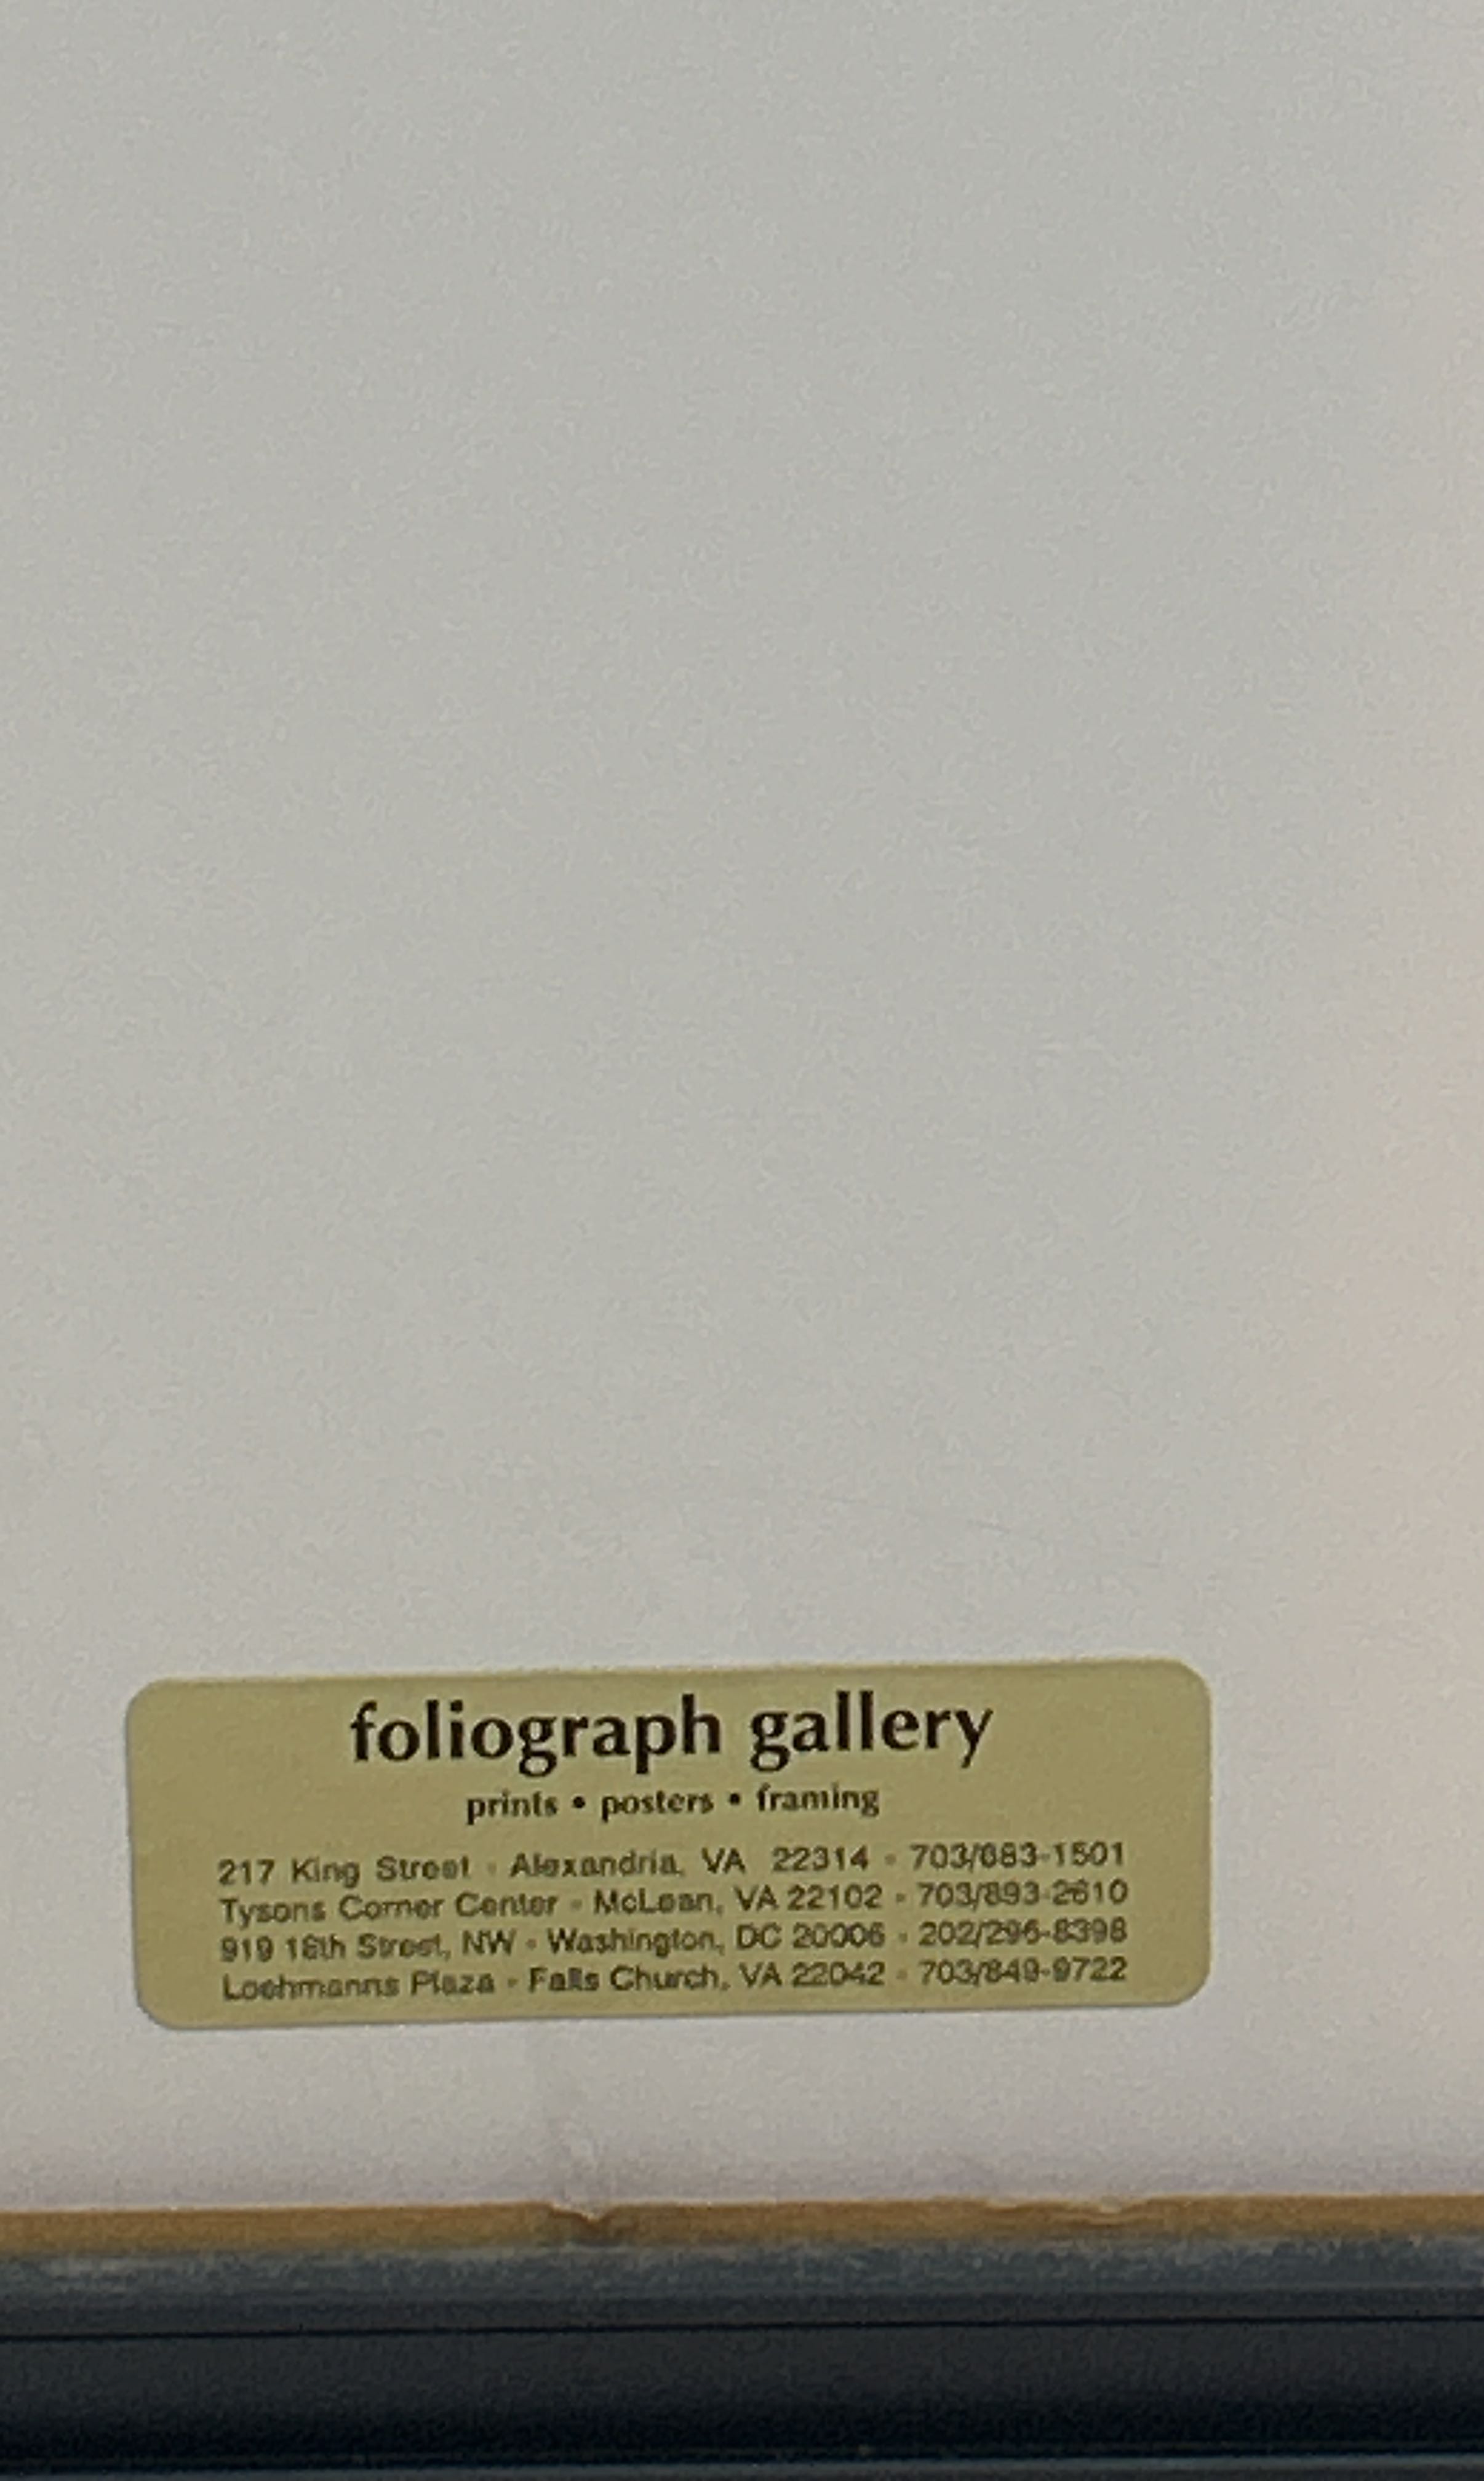 foliograph gallery
prints • posters • framing
217 King Street • Alexandria, VA 22314 • 703/683-1501
Tysons Corner Center • McLean, VA 22102 • 703/893-2610
919 18th Street, NW • Washington, DC 20006 • 202/296-8398
Loehmanns Plaza • Falls Church, VA 22042 • 703/849-9722